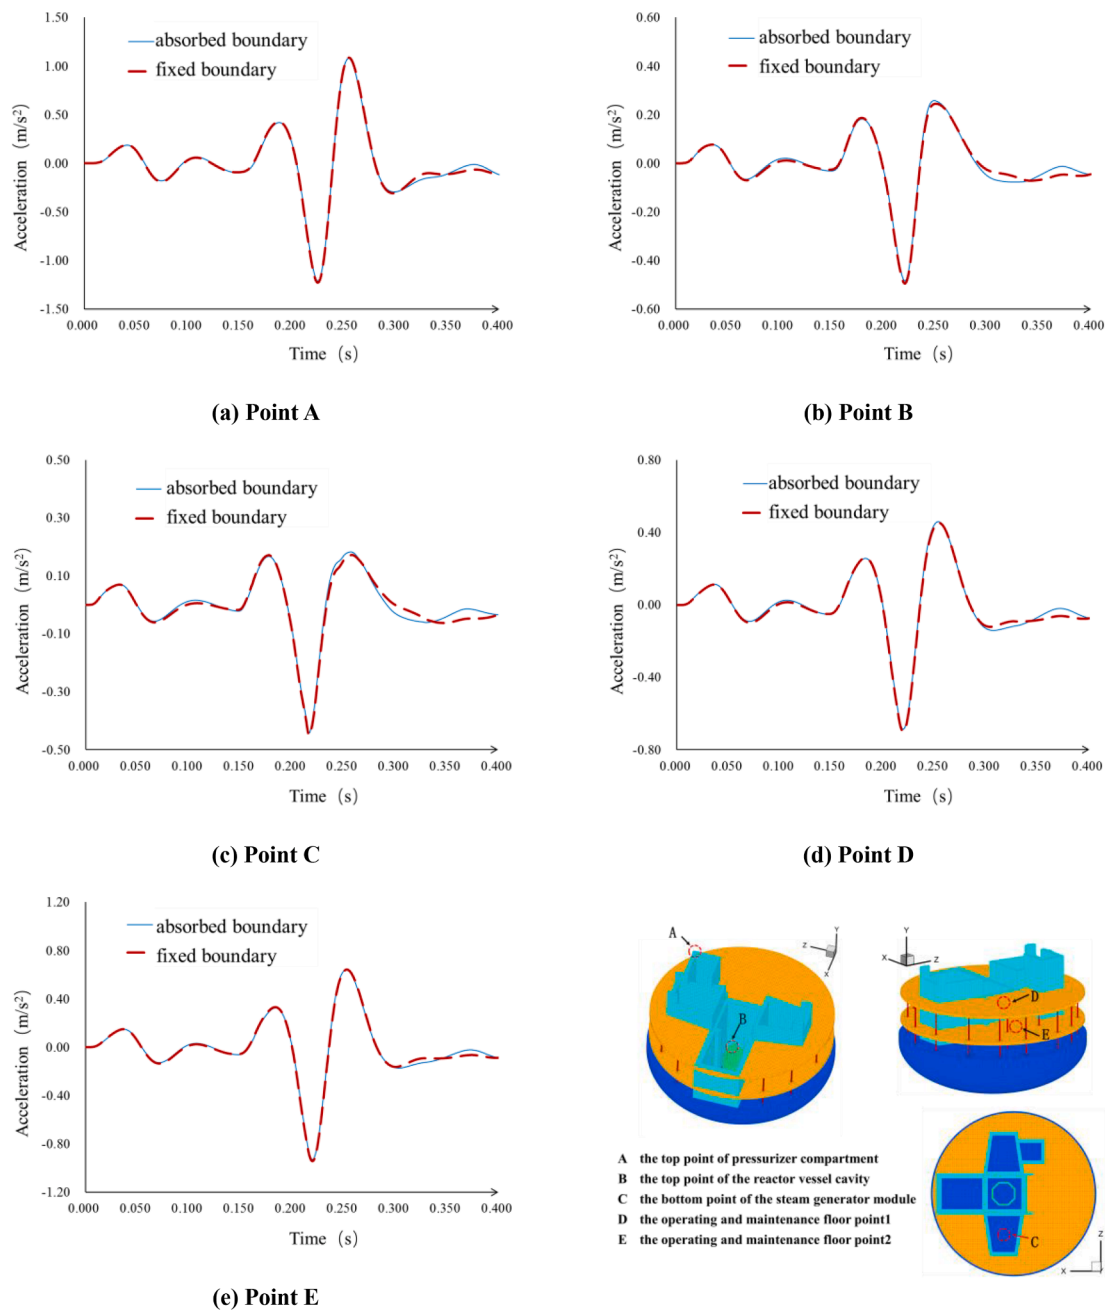 1.50
1.00
0.50
0.00
-0.50
-1.00
-1.50
Acceleration (m/s²)
absorbed boundary
fixed boundary
0.000 0.050 0.100 0.150 0.200 0.250 0.300 0.350 0.400
Time (s)
(a) Point A
0.60
0.40
0.20
0.00
-0.20
-0.40
-0.60
Acceleration (m/s²)
absorbed boundary
fixed boundary
0.000 0.050 0.100 0.150 0.200 0.250 0.300 0.350 0.400
Time (s)
(b) Point B
0.50
0.30
0.10
-0.10
-0.30
-0.50
Acceleration (m/s²)
absorbed boundary
fixed boundary
0.000 0.050 0.100 0.150 0.200 0.250 0.300 0.350 0.400
Time (s)
(c) Point C
0.80
0.40
0.00
-0.40
-0.80
Acceleration (m/s²)
absorbed boundary
fixed boundary
0.000 0.050 0.100 0.150 0.200 0.250 0.300 0.350 0.400
Time (s)
(d) Point D
1.20
0.80
0.40
0.00
-0.40
-0.80
-1.20
Acceleration (m/s²)
absorbed boundary
fixed boundary
0.000 0.050 0.100 0.150 0.200 0.250 0.300 0.350 0.400
Time (s)
(e) Point E
A
B
Y
Z
X
Y
X
Z
D
E
A the top point of pressurizer compartment
B the top point of the reactor vessel cavity
C the bottom point of the steam generator module
D the operating and maintenance floor point1
E the operating and maintenance floor point2
C
Z
X